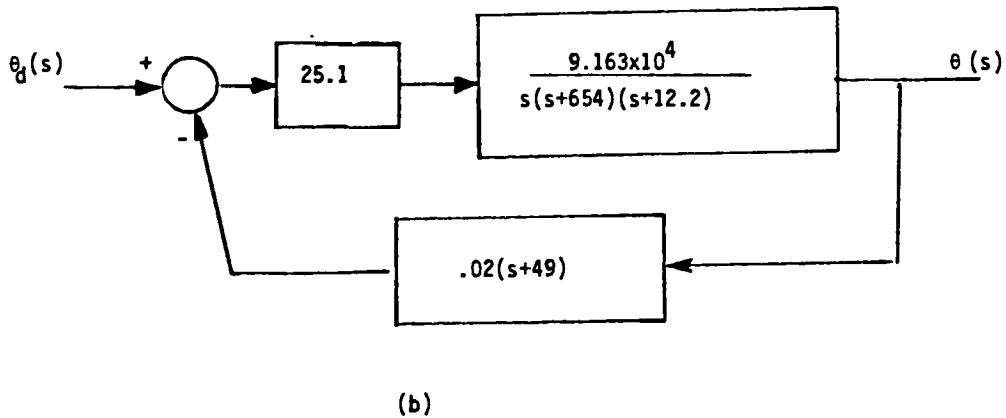 θd(s)
+
-
25.1
9.163x10^4
s(s+654)(s+12.2)
θ(s)
.02(s+49)
(b)